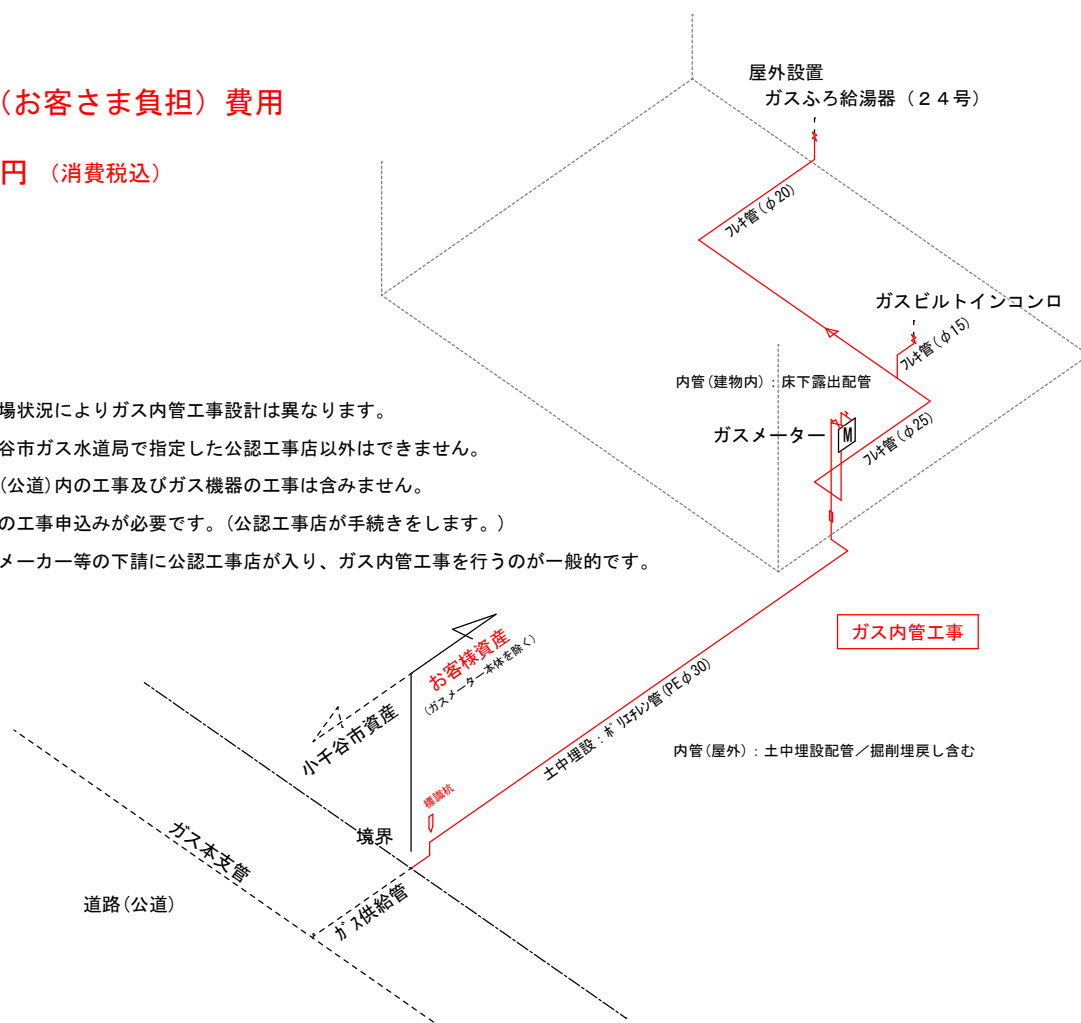 （お客さま負担）費用
円（消費税込）
屋外設置
ガスふろ給湯器（２４号）
ﾌﾚｷ管(φ20)
ガスビルトインコンロ
ﾌﾚｷ管(φ15)
内管(建物内)：床下露出配管
ガスメーター
M
ﾌﾚｷ管(φ25)
場状況によりガス内管工事設計は異なります。
谷市ガス水道局で指定した公認工事店以外はできません。
(公道)内の工事及びガス機器の工事は含みません。
の工事申込みが必要です。(公認工事店が手続きをします。)
メーカー等の下請に公認工事店が入り、ガス内管工事を行うのが一般的です。
ガス内管工事
お客様資産
(ガスメーター本体を除く)
小千谷市資産
土中埋設：ﾎﾟﾘｴﾁﾚﾝ管(PEφ30)
内管(屋外)：土中埋設配管／掘削埋戻し含む
標識杭
境界
ガス本支管
ガス供給管
道路(公道)